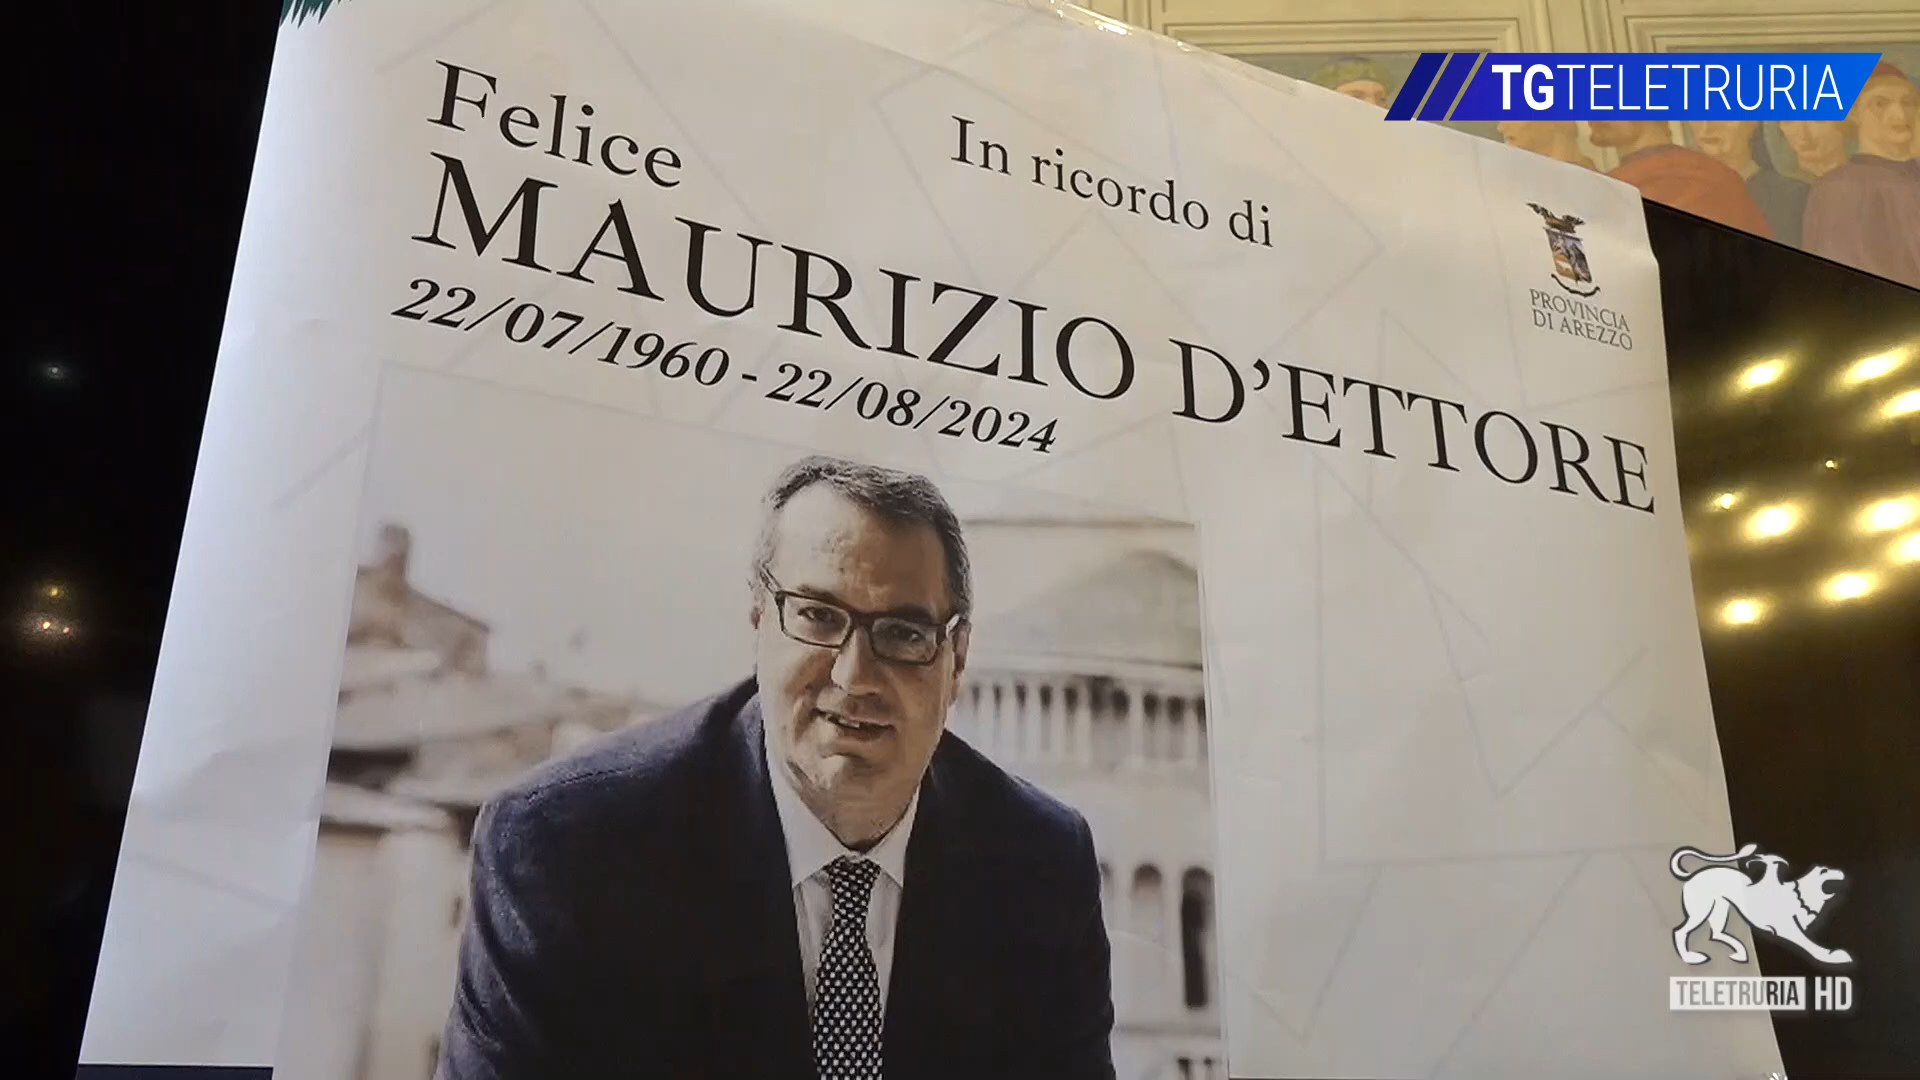 TGTELETRURIA
In ricordo di
Felice
MAURIZIO D'ETTORE
22/07/1960 - 22/08/2024
PROVINCIA
DI AREZZO
TELETRURIA HD